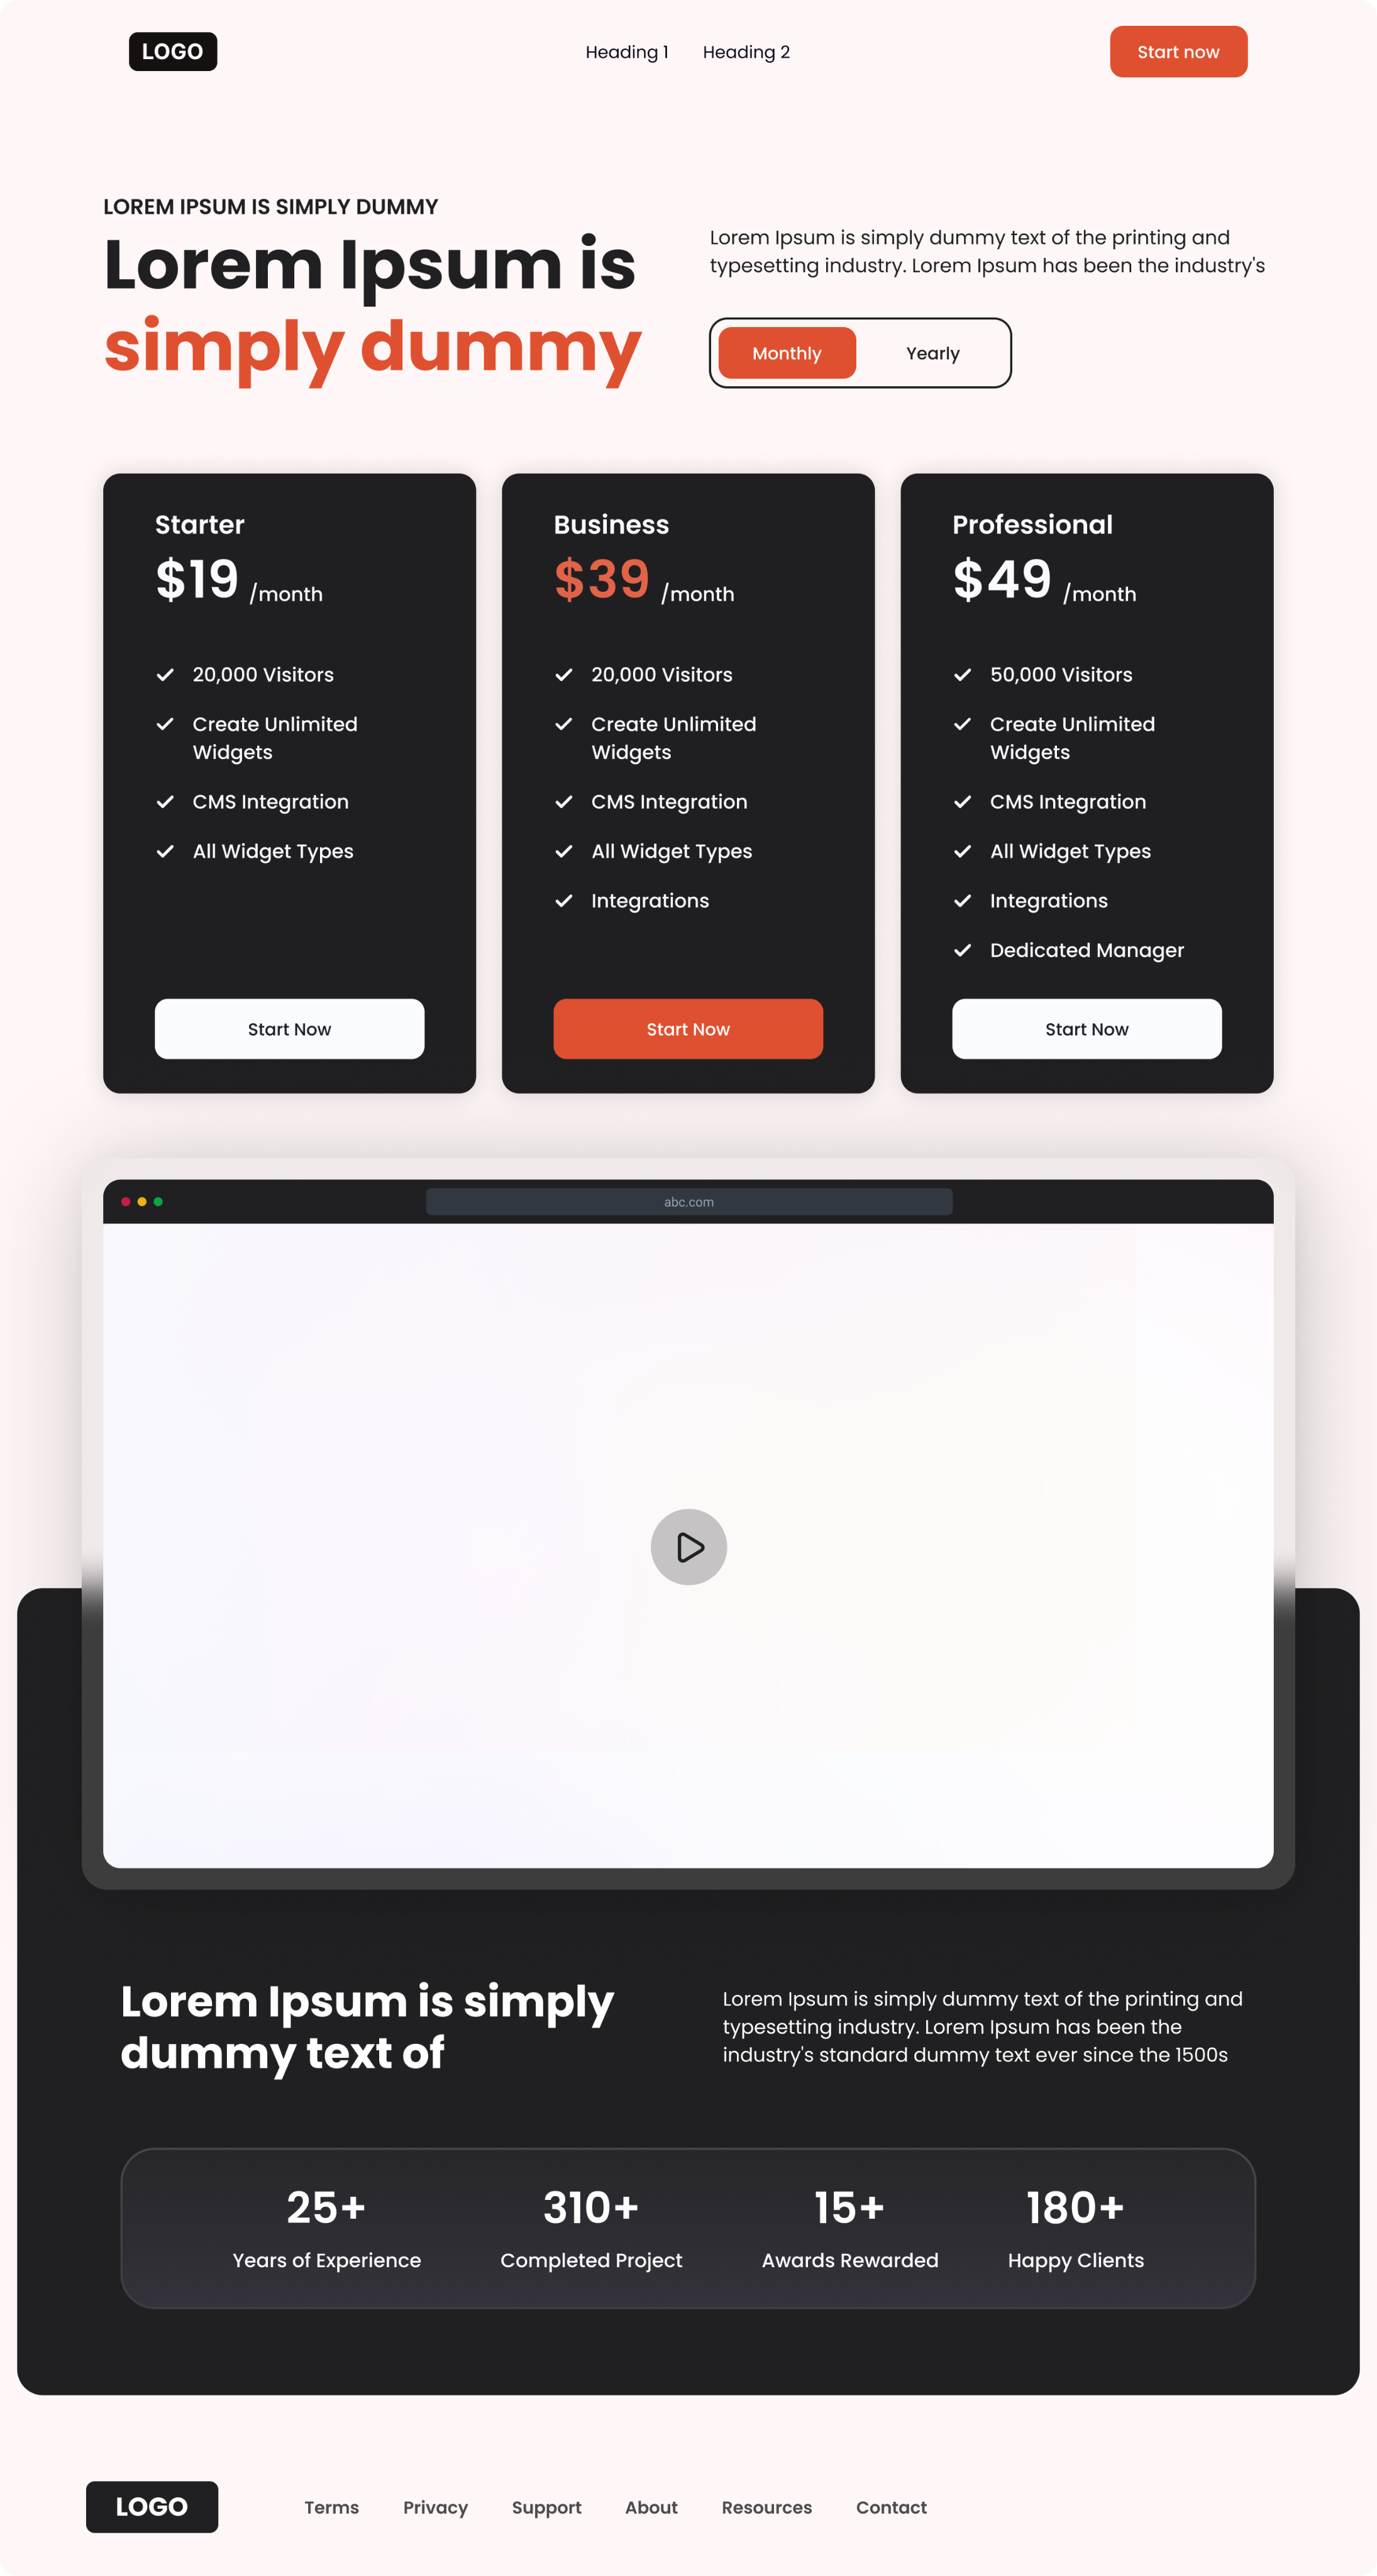 LOGO
Heading 1
Heading 2
Start now
LOREM IPSUM IS SIMPLY DUMMY
Lorem Ipsum is
simply dummy
Lorem Ipsum is simply dummy text of the printing and
typesetting industry. Lorem Ipsum has been the industry's
Monthly
Yearly
Starter
$19 /month
20,000 Visitors
Create Unlimited
Widgets
CMS Integration
All Widget Types
Start Now
Business
$39 /month
20,000 Visitors
Create Unlimited
Widgets
CMS Integration
All Widget Types
Integrations
Start Now
Professional
$49 /month
50,000 Visitors
Create Unlimited
Widgets
CMS Integration
All Widget Types
Integrations
Dedicated Manager
Start Now
abc.com
Lorem Ipsum is simply
dummy text of
Lorem Ipsum is simply dummy text of the printing and
typesetting industry. Lorem Ipsum has been the
industry's standard dummy text ever since the 1500s
25+
Years of Experience
310+
Completed Project
15+
Awards Rewarded
180+
Happy Clients
LOGO
Terms
Privacy
Support
About
Resources
Contact